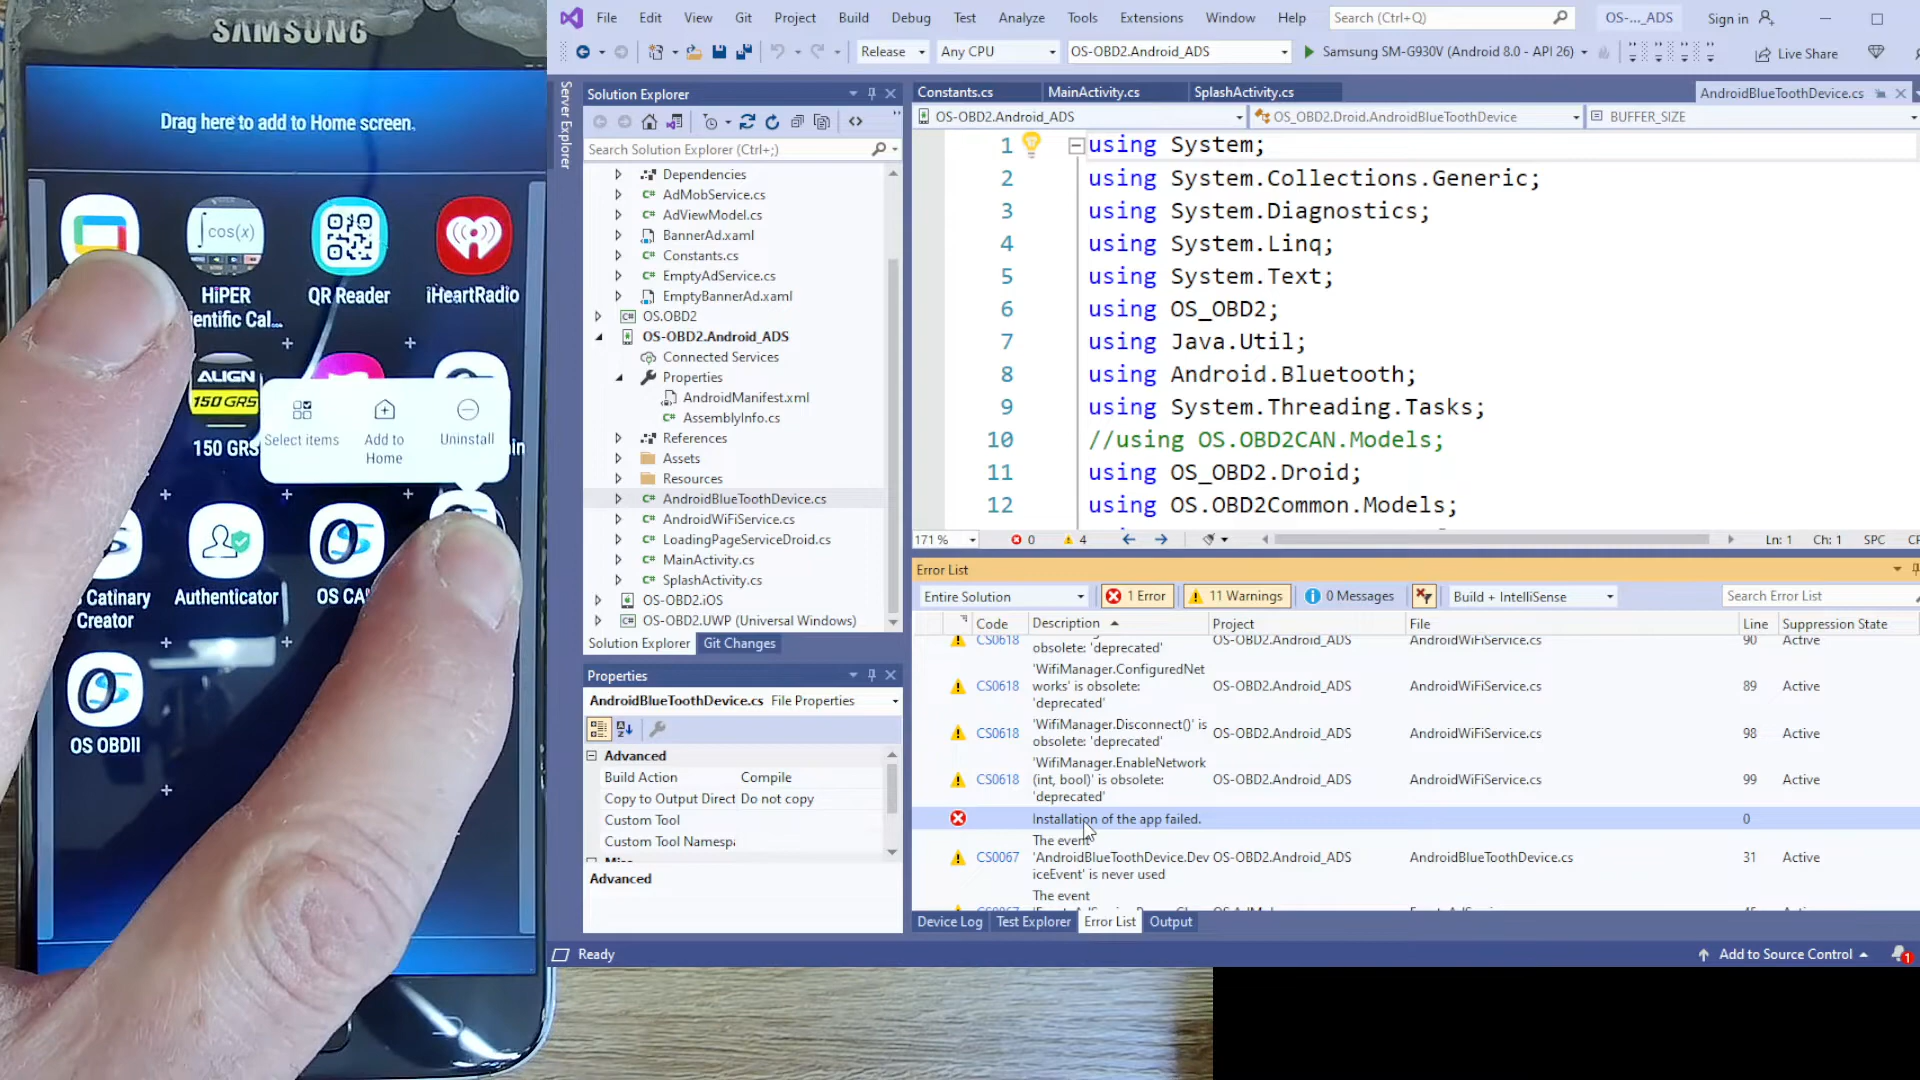 SAMSUNG
Drag here to add to Home screen.
HiPER
entific Cal...
QR Reader
iHeartRadio
ALIGN
150 GRS
150 GRS
Select items
Add to
Home
Uninstall
Catinary
Creator
Authenticator
OS CA
OS OBDII
File Edit View Git Project Build Debug Test Analyze Tools Extensions Window Help Search (Ctrl+Q) OS-..._ADS Sign in
Release Any CPU OS-OBD2.Android_ADS Samsung SM-G930V (Android 8.0 - API 26) Live Share
Server Explorer
Solution Explorer
Search Solution Explorer (Ctrl+;)
Dependencies
AdMobService.cs
AdViewModel.cs
BannerAd.xaml
Constants.cs
EmptyAdService.cs
EmptyBannerAd.xaml
OS.OBD2
OS-OBD2.Android_ADS
Connected Services
Properties
AndroidManifest.xml
AssemblyInfo.cs
References
Assets
Resources
AndroidBlueToothDevice.cs
AndroidWiFiService.cs
LoadingPageServiceDroid.cs
MainActivity.cs
SplashActivity.cs
OS-OBD2.iOS
OS-OBD2.UWP (Universal Windows)
Solution Explorer Git Changes
Properties
AndroidBlueToothDevice.cs File Properties
Advanced
Build Action Compile
Copy to Output Direct Do not copy
Custom Tool
Custom Tool Namespa
Advanced
Constants.cs MainActivity.cs SplashActivity.cs AndroidBlueToothDevice.cs
OS-OBD2.Android_ADS OS_OBD2.Droid.AndroidBlueToothDevice BUFFER_SIZE
1 using System;
2 using System.Collections.Generic;
3 using System.Diagnostics;
4 using System.Linq;
5 using System.Text;
6 using OS_OBD2;
7 using Java.Util;
8 using Android.Bluetooth;
9 using System.Threading.Tasks;
10 //using OS.OBD2CAN.Models;
11 using OS_OBD2.Droid;
12 using OS.OBD2Common.Models;
171 % 0 4 Ln: 1 Ch: 1 SPC
Error List
Entire Solution 1 Error 11 Warnings 0 Messages Build + IntelliSense Search Error List
Code Description Project File Line Suppression State
CS0618 obsolete: 'deprecated' OS-OBD2.Android_ADS AndroidWiFiService.cs 90 Active
CS0618 'WifiManager.ConfiguredNet
works' is obsolete:
'deprecated' OS-OBD2.Android_ADS AndroidWiFiService.cs 89 Active
CS0618 'WifiManager.Disconnect()' is
obsolete: 'deprecated' OS-OBD2.Android_ADS AndroidWiFiService.cs 98 Active
CS0618 'WifiManager.EnableNetwork
(int, bool)' is obsolete:
'deprecated' OS-OBD2.Android_ADS AndroidWiFiService.cs 99 Active
Installation of the app failed. 0
CS0067 The event
'AndroidBlueToothDevice.Dev
iceEvent' is never used OS-OBD2.Android_ADS AndroidBlueToothDevice.cs 31 Active
The event
Device Log Test Explorer Error List Output
Ready Add to Source Control 1